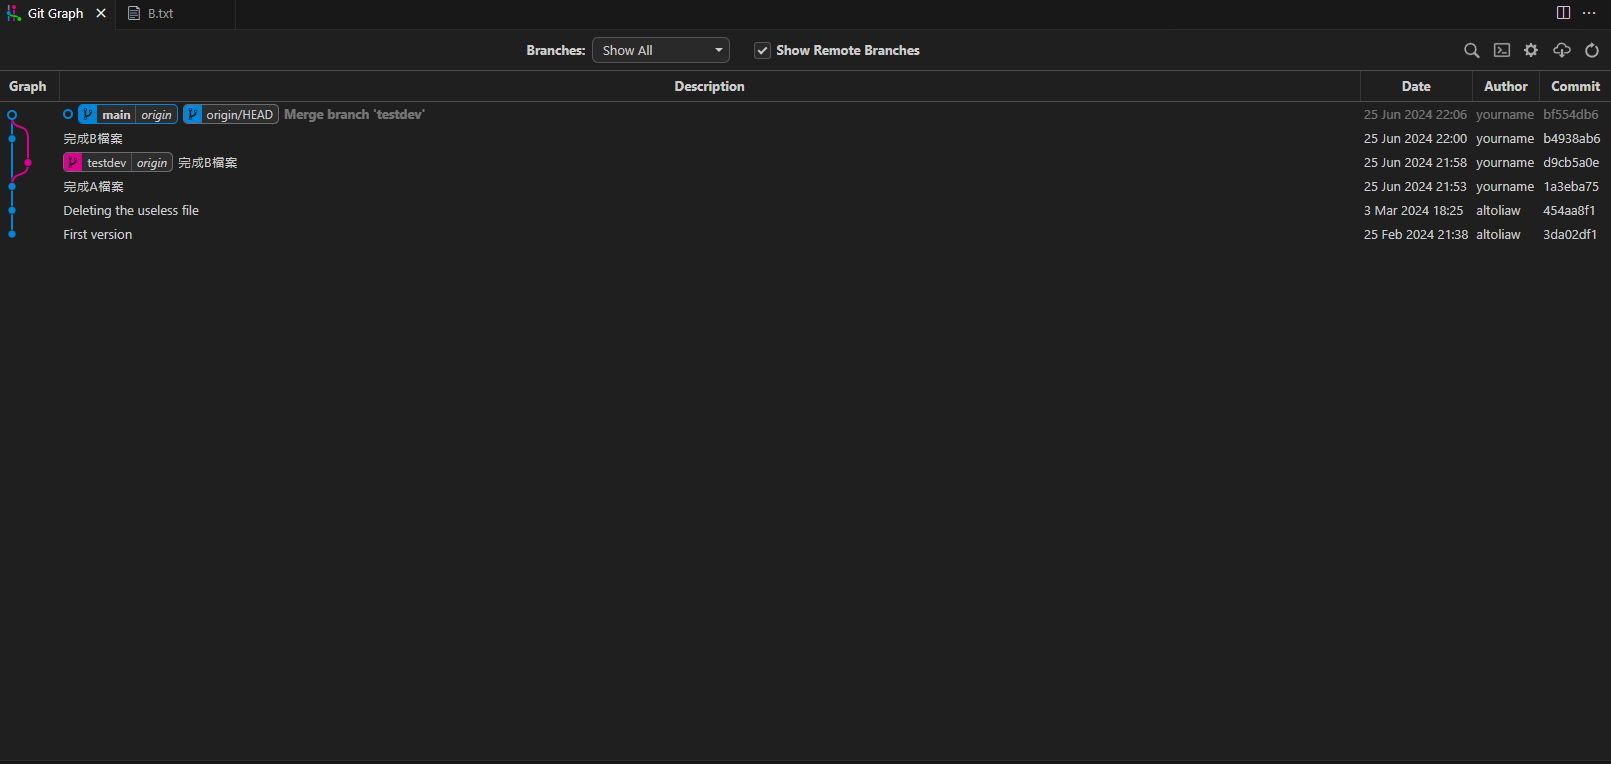 Git Graph B.txt
Branches: Show All Show Remote Branches
Graph Description Date Author Commit
main origin origin/HEAD Merge branch 'testdev' 25 Jun 2024 22:06 yourname bf554db6
完成B檔案 25 Jun 2024 22:00 yourname b4938ab6
testdev origin 完成B檔案 25 Jun 2024 21:58 yourname d9cb5a0e
完成A檔案 25 Jun 2024 21:53 yourname 1a3eba75
Deleting the useless file 3 Mar 2024 18:25 altoliaw 454aa8f1
First version 25 Feb 2024 21:38 altoliaw 3da02df1